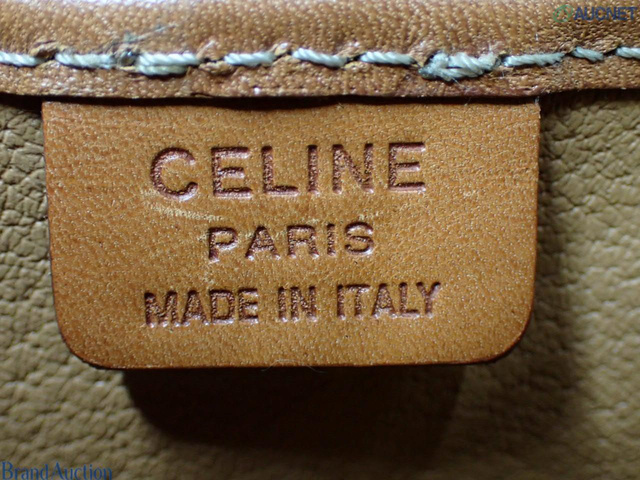 AUCNET
CELINE
PARIS
MADE IN ITALY
Brand Auction